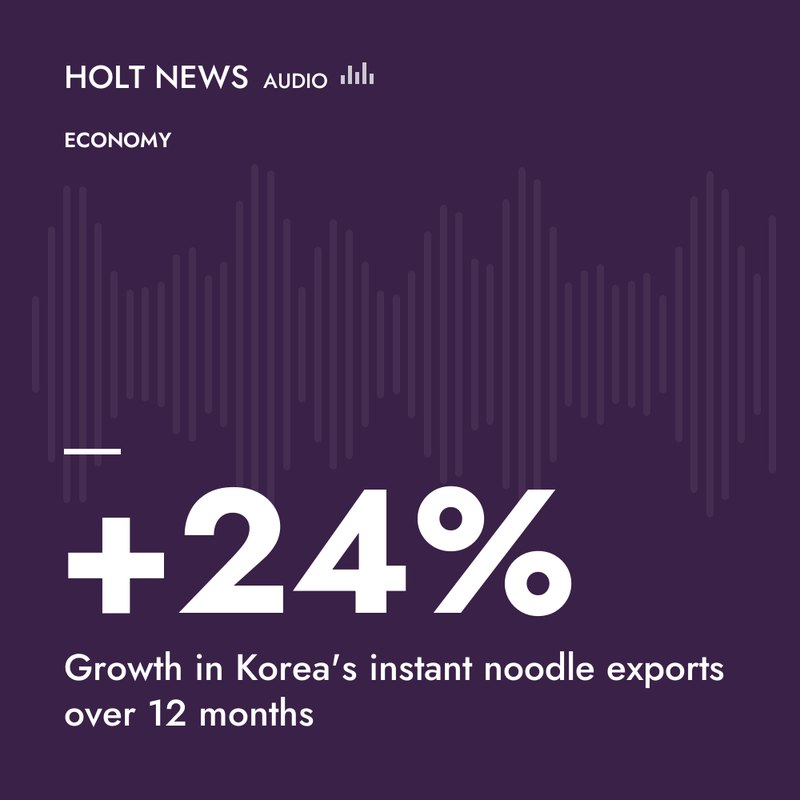 HOLT NEWS AUDIO
ECONOMY
+24%
Growth in Korea's instant noodle exports
over 12 months